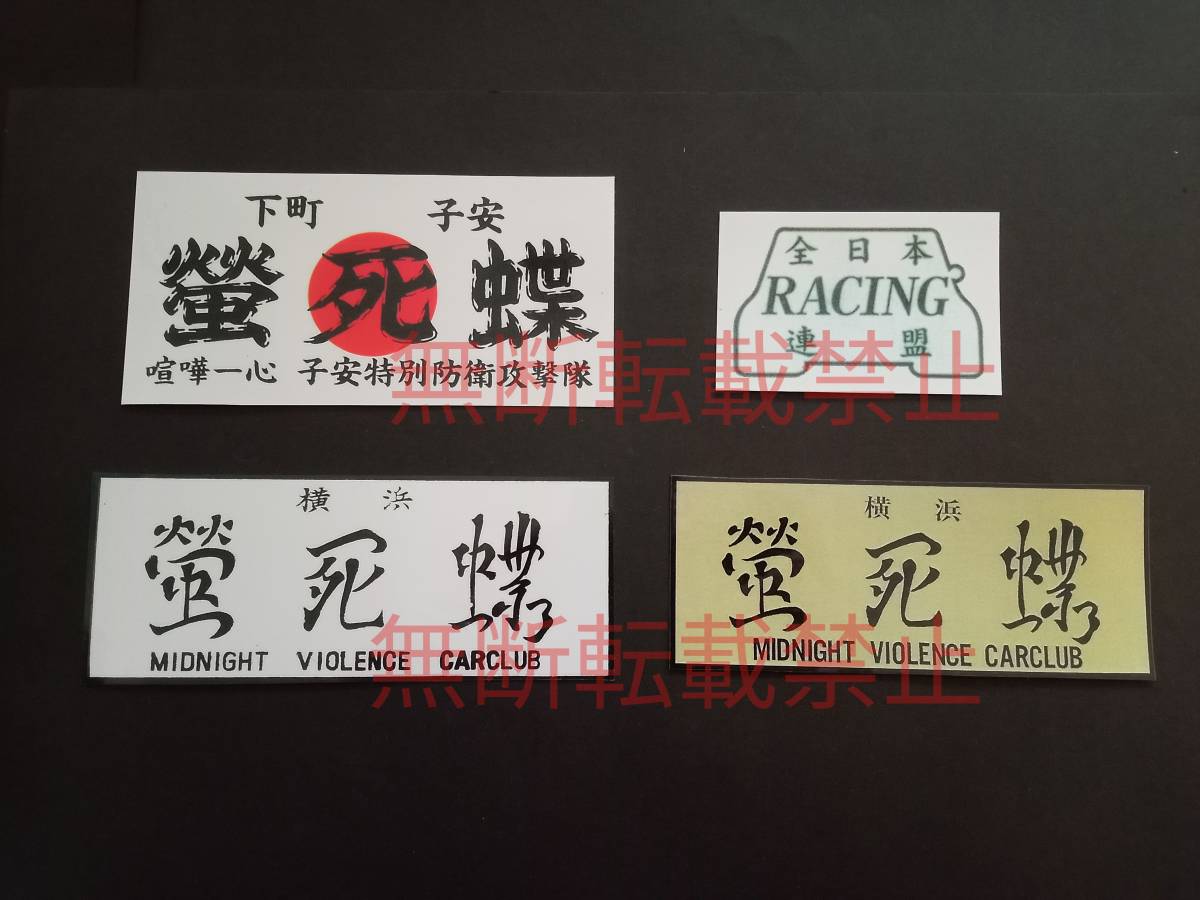 下町 子安
螢 死 蝶
喧嘩一心 子安特別防衛攻撃隊
全日本
RACING
連盟
無断転載禁止
横浜
螢 死 蝶
MIDNIGHT VIOLENCE CARCLUB
横浜
螢 死 蝶
MIDNIGHT VIOLENCE CARCLUB
無断転載禁止